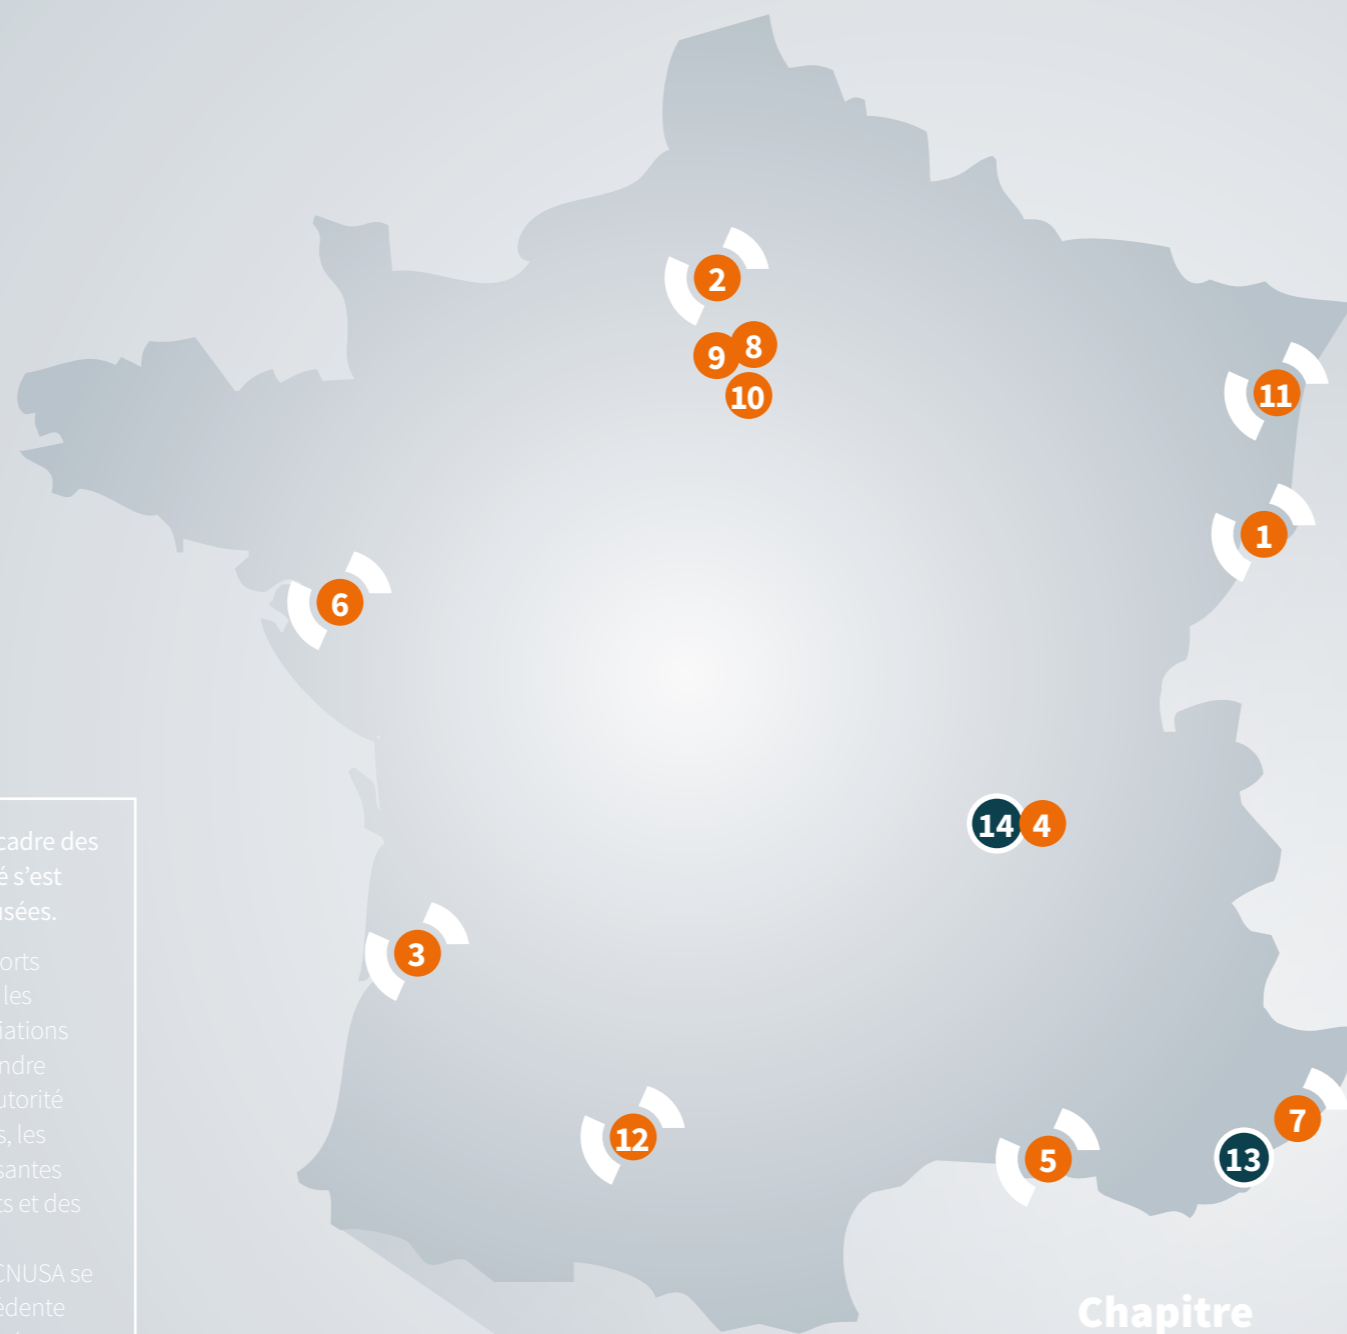 2
8
9
10
11
1
6
14
4
3
7
12
5
13
cadre des
é s'est
usées.
orts
les
iations
ndre
utorité
s, les
santes
ts et des
CNUSA se
édente
Chapitre